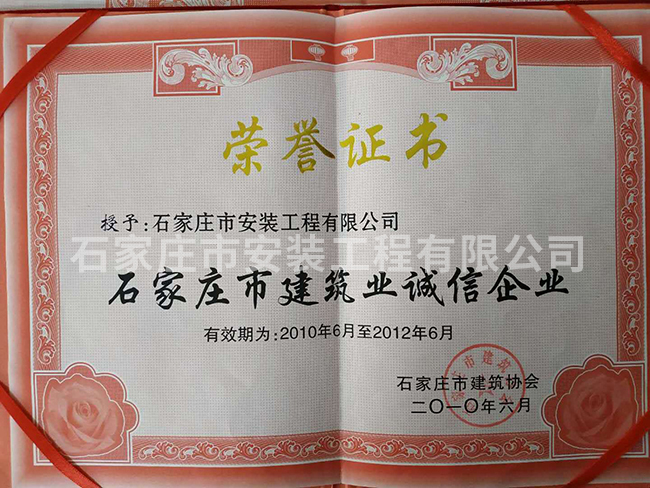 荣誉证书
授予:石家庄市安装工程有限公司
石家庄市安装工程有限公司
石家庄市建筑业诚信企业
有效期为:2010年6月至2012年6月
石家庄市建筑协会
二〇一〇年六月